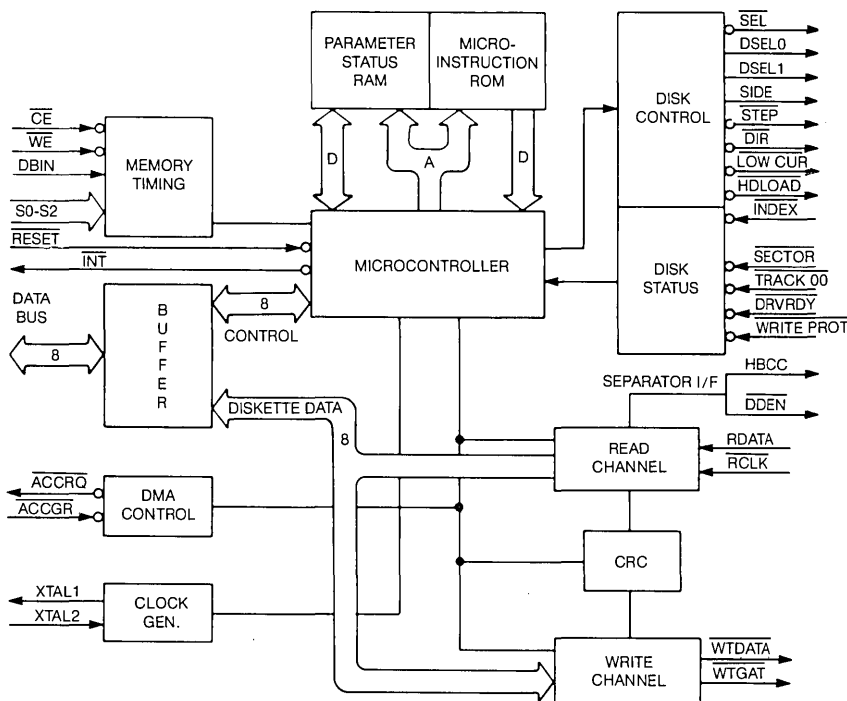 PARAMETER
STATUS
RAM
MICRO-
INSTRUCTION
ROM
D
A
D
CE
WE
DBIN
S0-S2
MEMORY
TIMING
RESET
INT
MICROCONTROLLER
DISK
CONTROL
SEL
DSEL0
DSEL1
SIDE
STEP
DIR
LOW CUR
HDLOAD
DISK
STATUS
INDEX
SECTOR
TRACK 00
DRVRDY
WRITE PROT
DATA
BUS
8
BUFFER
8
CONTROL
DISKETTE DATA
8
SEPARATOR I/F
HBCC
DDEN
READ
CHANNEL
RDATA
RCLK
ACCRQ
ACCGR
DMA
CONTROL
CRC
XTAL1
XTAL2
CLOCK
GEN.
WRITE
CHANNEL
WTDATA
WTGAT